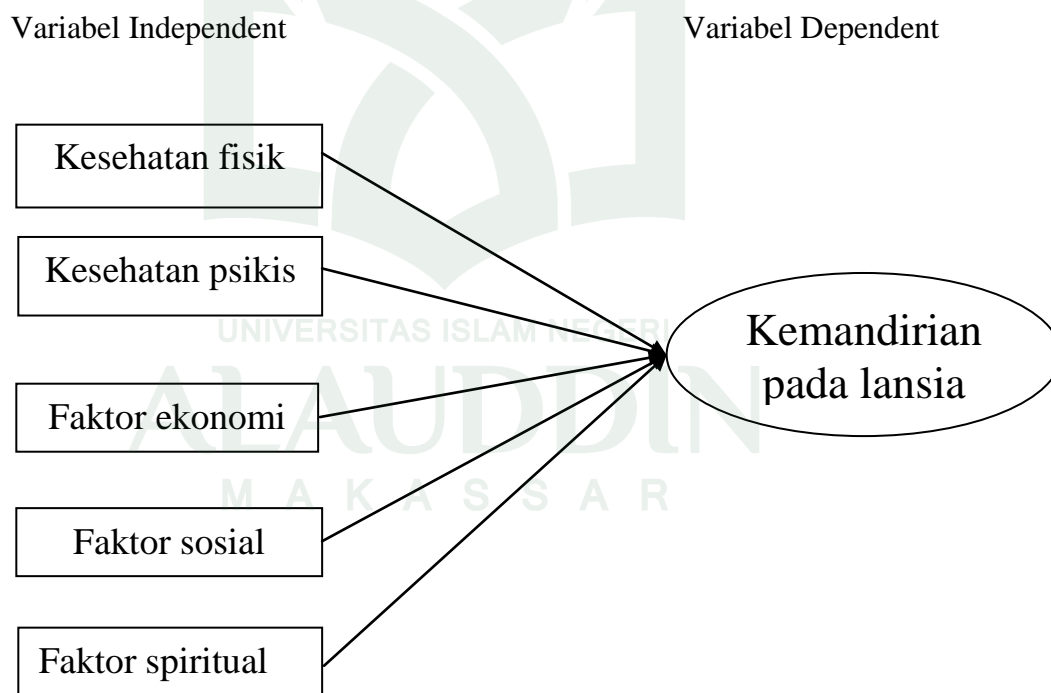 Variabel Independent
Variabel Dependent
Kesehatan fisik
Kesehatan psikis
UNIVERSITAS ISLAM NEGERI
Kemandirian
pada lansia
Faktor ekonomi
ALAUDDIN
MAKASSAR
Faktor sosial
Faktor spiritual